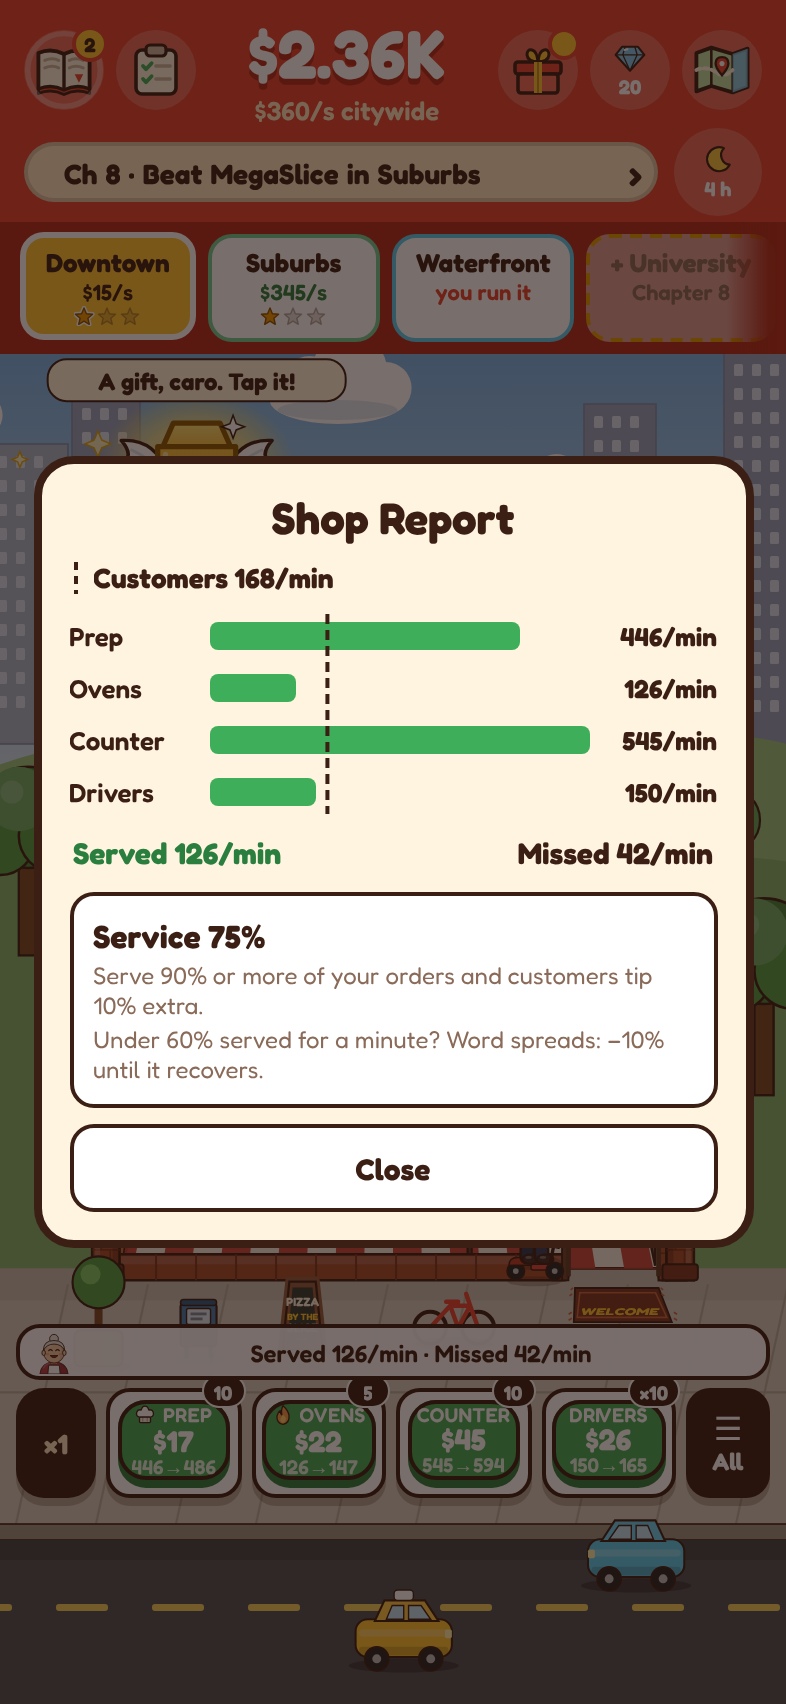 2
$2.36K
$360/s citywide
20
Ch 8 · Beat MegaSlice in Suburbs
4 h
Downtown
$15/s
Suburbs
$345/s
Waterfront
you run it
+ University
Chapter 8
A gift, caro. Tap it!
Shop Report
Customers 168/min
Prep 446/min
Ovens 126/min
Counter 545/min
Drivers 150/min
Served 126/min Missed 42/min
Service 75%
Serve 90% or more of your orders and customers tip
10% extra.
Under 60% served for a minute? Word spreads: −10%
until it recovers.
Close
PIZZA
BY THE
WELCOME
Served 126/min · Missed 42/min
x1
10
PREP
$17
446→486
5
OVENS
$22
126→147
10
COUNTER
$45
545→594
x10
DRIVERS
$26
150→165
All